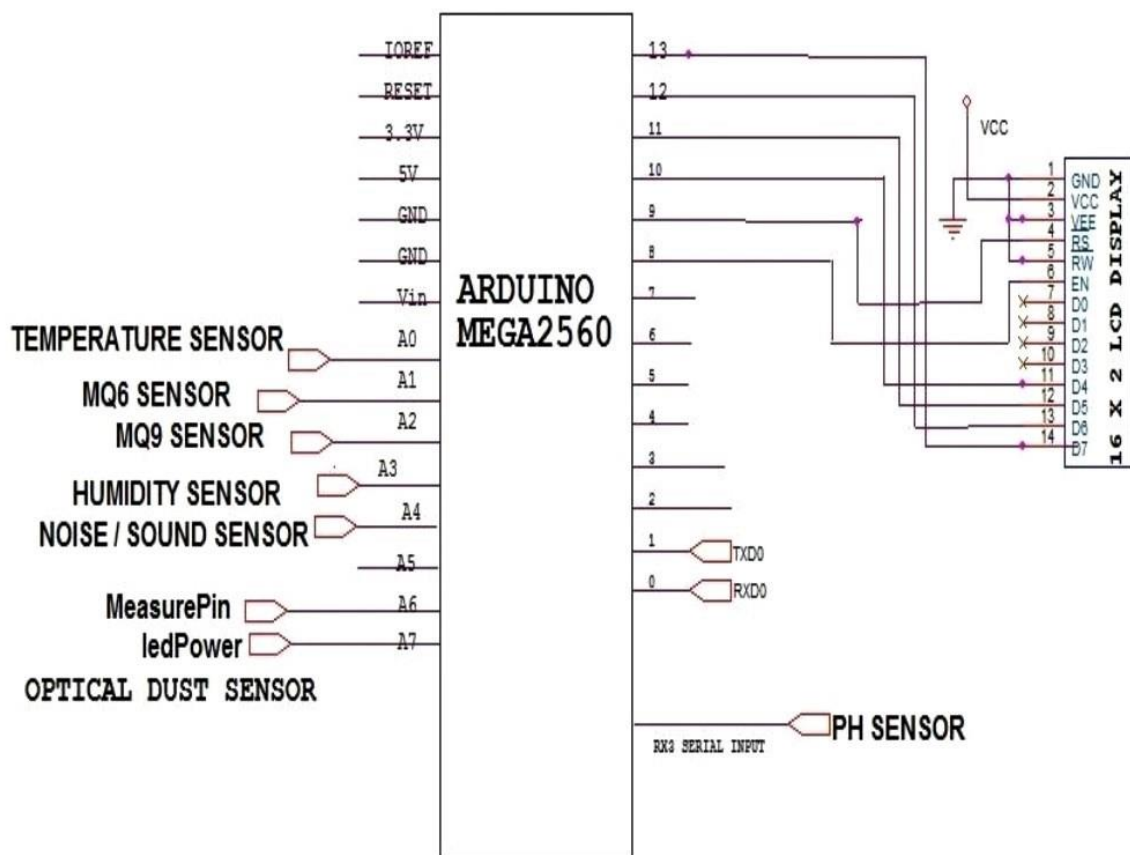 IOREF
RESET
3.3V
5V
GND
GND
Vin
A0
A1
A2
A3
A4
A5
A6
A7
TEMPERATURE SENSOR
MQ6 SENSOR
MQ9 SENSOR
HUMIDITY SENSOR
NOISE / SOUND SENSOR
MeasurePin
ledPower
OPTICAL DUST SENSOR
ARDUINO
MEGA2560
13
12
11
10
9
8
7
6
5
4
3
2
1
0
TXD0
RXD0
RX3 SERIAL INPUT
PH SENSOR
VCC
1 GND
2 VCC
3 VEE
4 RS
5 RW
6 EN
7 D0
8 D1
9 D2
10 D3
11 D4
12 D5
13 D6
14 D7
16 X 2 LCD DISPLAY